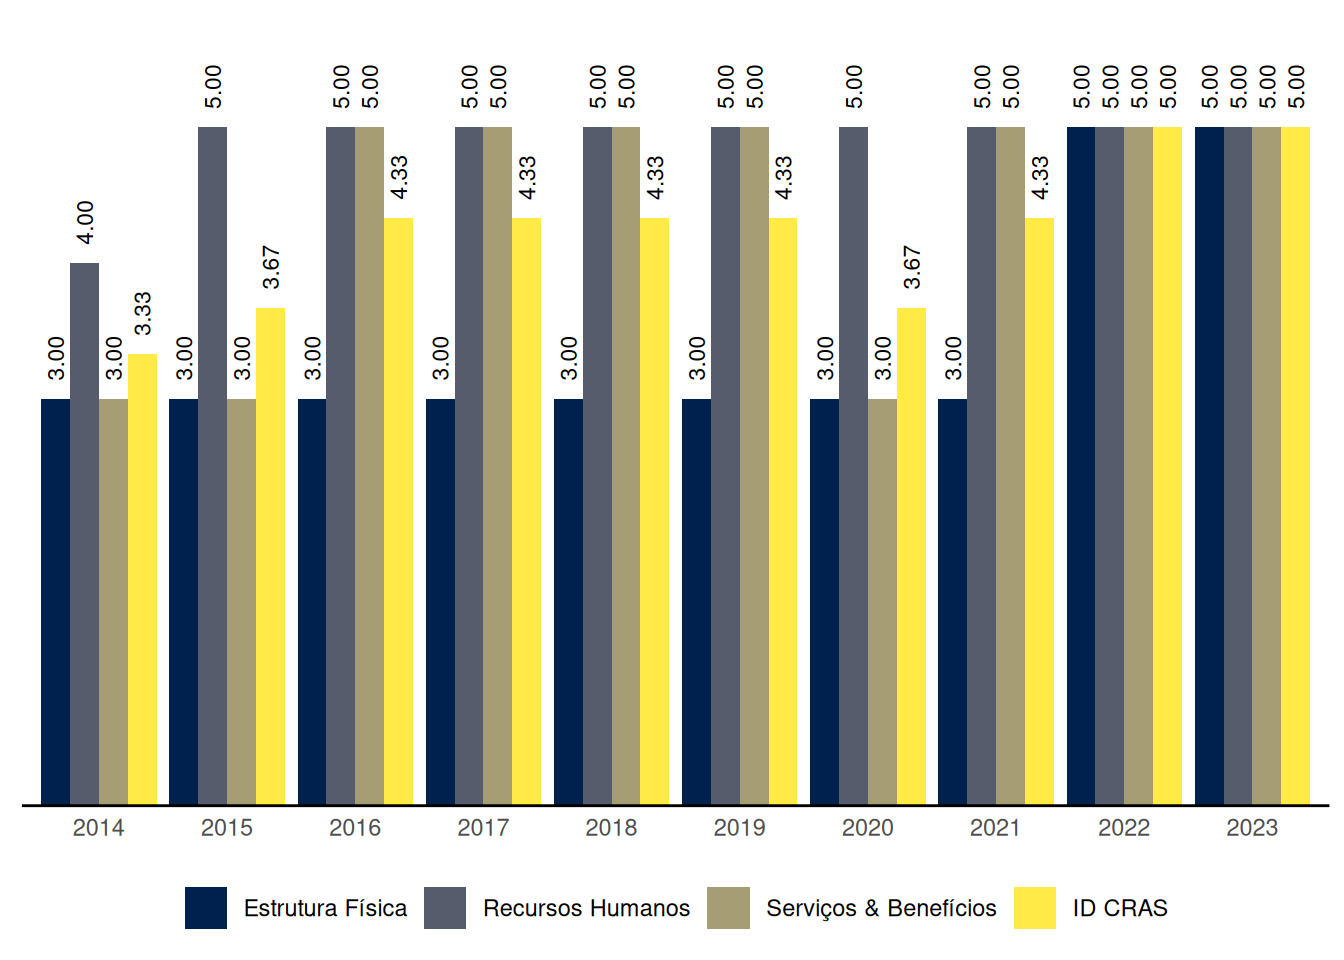 5.00 5.00 5.00 5.00 5.00 5.00 5.00 5.00 5.00 5.00 5.00 5.00 5.00 5.00 5.00 5.00 5.00 5.00 5.00 5.00
4.33 4.33 4.33 4.33 4.33
4.00
3.67 3.67
3.33
3.00 3.00 3.00 3.00 3.00 3.00 3.00 3.00 3.00 3.00 3.00
2014 2015 2016 2017 2018 2019 2020 2021 2022 2023
Estrutura Física Recursos Humanos Serviços & Benefícios ID CRAS